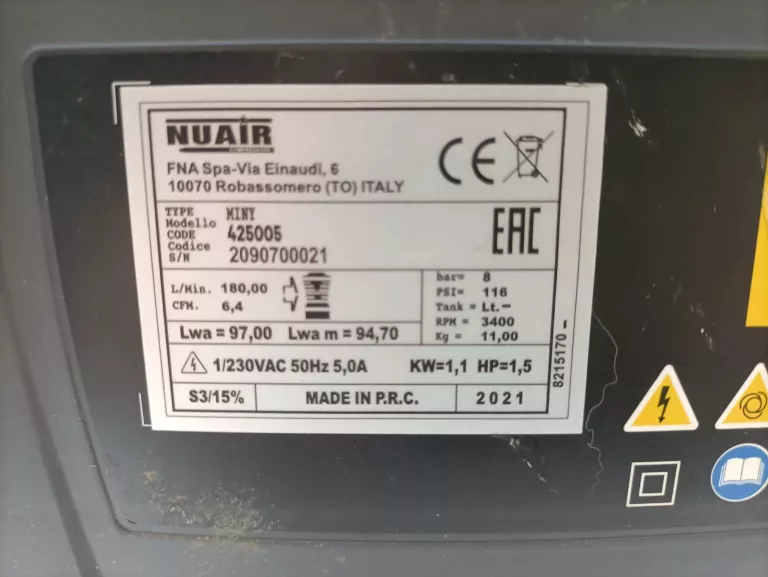 NUAIR
FNA Spa-Via Einaudi, 6
10070 Robassomero (TO) ITALY
CE
TYPE
Modello MINY
CODE
Codice 425005
S/N 2090700021
EAC
L/Min. 180,00
CFM. 6,4
bar= 8
PSI= 116
Tank = Lt.-
RPM = 3400
Kg = 11,00
Lwa = 97,00 Lwa m = 94,70
1/230VAC 50Hz 5,0A KW=1,1 HP=1,5
S3/15% MADE IN P.R.C. 2021
8215170 -